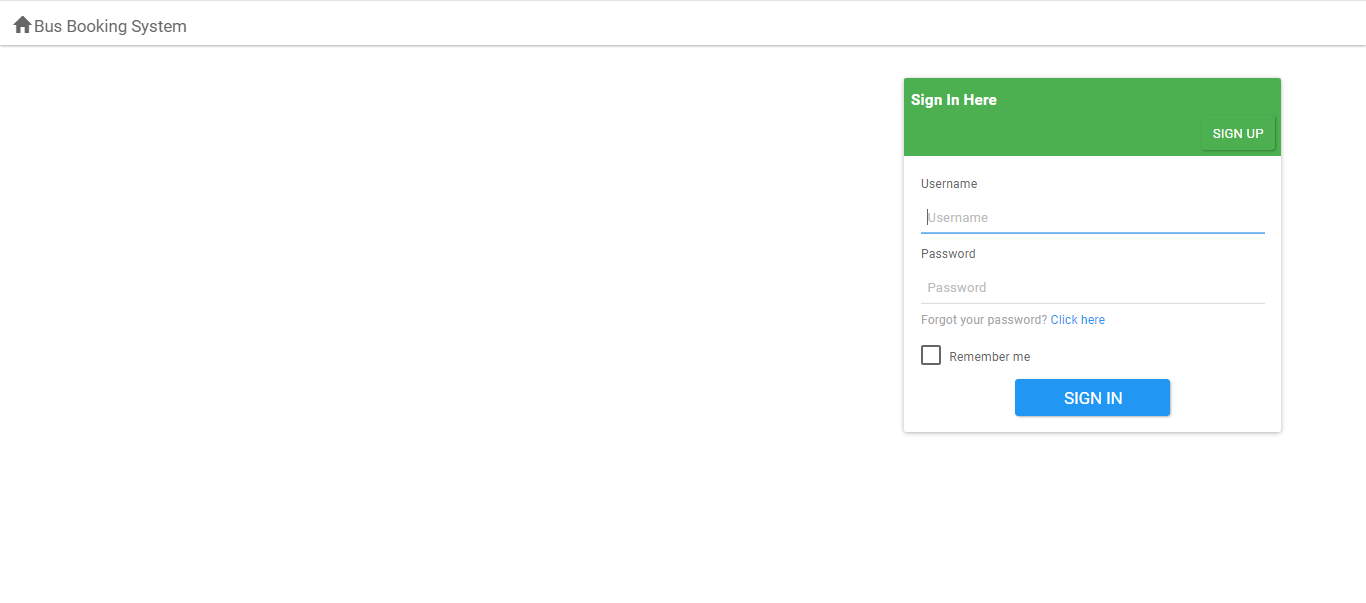 Bus Booking System
Sign In Here
SIGN UP
Username
Username
Password
Password
Forgot your password? Click here
Remember me
SIGN IN